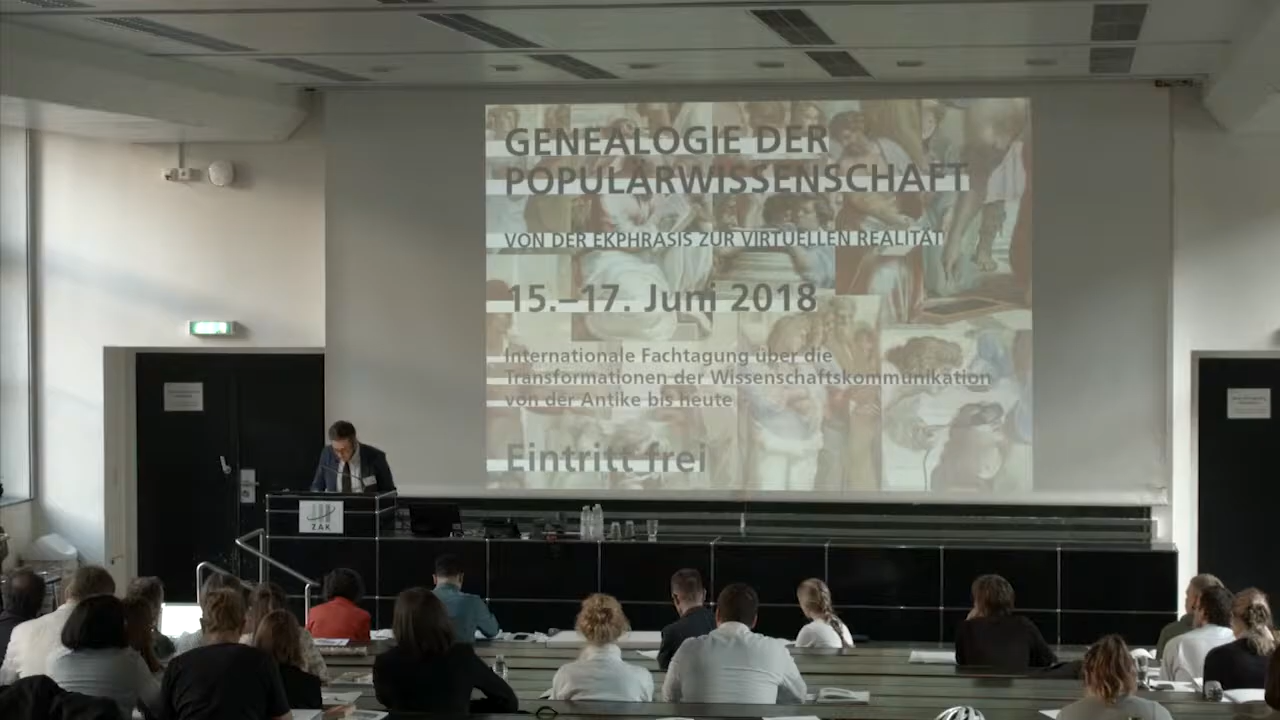 GENEALOGIE DER
POPULÄRWISSENSCHAFT
VON DER EKPHRASIS ZUR VIRTUELLEN REALITÄT
15.–17. Juni 2018
Internationale Fachtagung über die
Transformationen der Wissenschaftskommunikation
von der Antike bis heute
Eintritt frei
ZAK